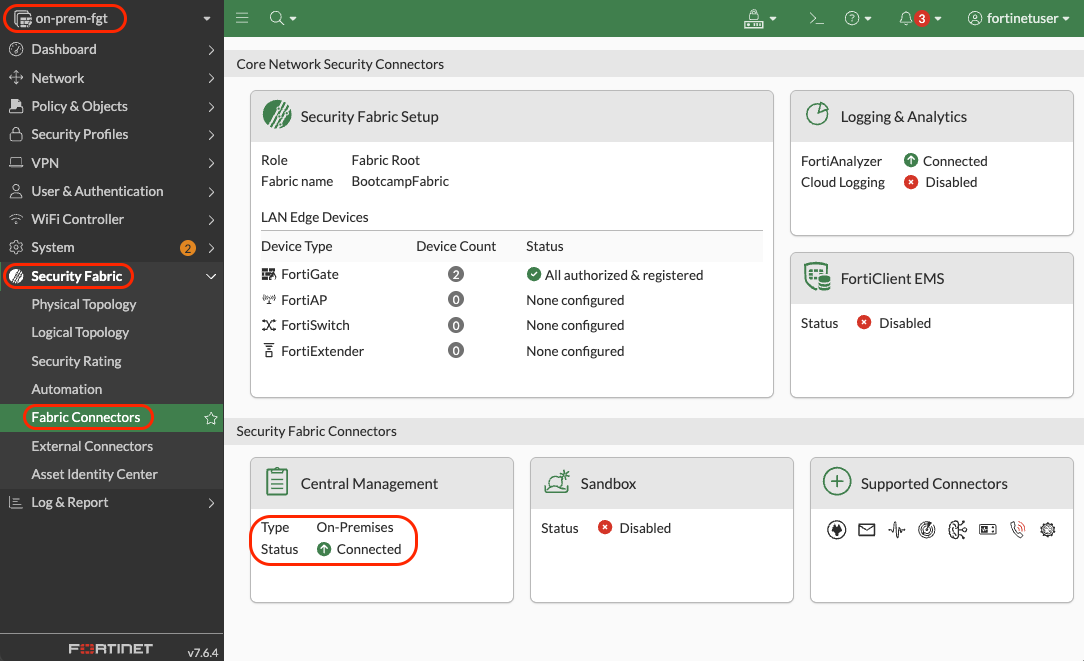 on-prem-fgt
3
fortinetuser
Dashboard
Network
Policy & Objects
Security Profiles
VPN
User & Authentication
WiFi Controller
System 2
Security Fabric
Physical Topology
Logical Topology
Security Rating
Automation
Fabric Connectors
External Connectors
Asset Identity Center
Log & Report
FORTINET v7.6.4
Core Network Security Connectors
Security Fabric Setup
Role Fabric Root
Fabric name BootcampFabric
LAN Edge Devices
Device Type Device Count Status
FortiGate 2 All authorized & registered
FortiAP 0 None configured
FortiSwitch 0 None configured
FortiExtender 0 None configured
Logging & Analytics
FortiAnalyzer Connected
Cloud Logging Disabled
FortiClient EMS
Status Disabled
Security Fabric Connectors
Central Management
Type On-Premises
Status Connected
Sandbox
Status Disabled
Supported Connectors